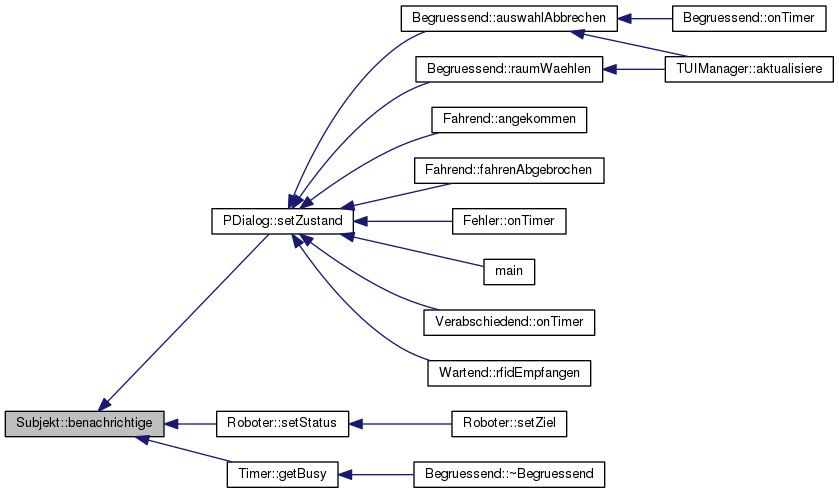 Begruessend::auswahlAbbrechen
Begruessend::onTimer
Begruessend::raumWaehlen
TUIManager::aktualisiere
Fahrend::angekommen
Fahrend::fahrenAbgebrochen
PDialog::setZustand
Fehler::onTimer
main
Verabschiedend::onTimer
Wartend::rfidEmpfangen
Subjekt::benachrichtige
Roboter::setStatus
Roboter::setZiel
Timer::getBusy
Begruessend::~Begruessend